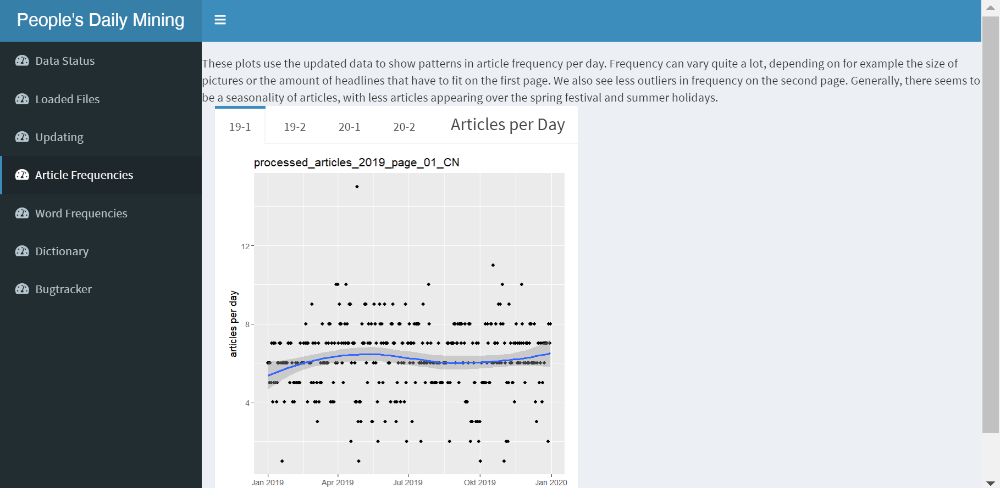 People's Daily Mining
Data Status
Loaded Files
Updating
Article Frequencies
Word Frequencies
Dictionary
Bugtracker
These plots use the updated data to show patterns in article frequency per day. Frequency can vary quite a lot, depending on for example the size of
pictures or the amount of headlines that have to fit on the first page. We also see less outliers in frequency on the second page. Generally, there seems to
be a seasonality of articles, with less articles appearing over the spring festival and summer holidays.
19-1 19-2 20-1 20-2 Articles per Day
processed_articles_2019_page_01_CN
articles per day
12
8
4
Jan 2019 Apr 2019 Jul 2019 Okt 2019 Jan 2020